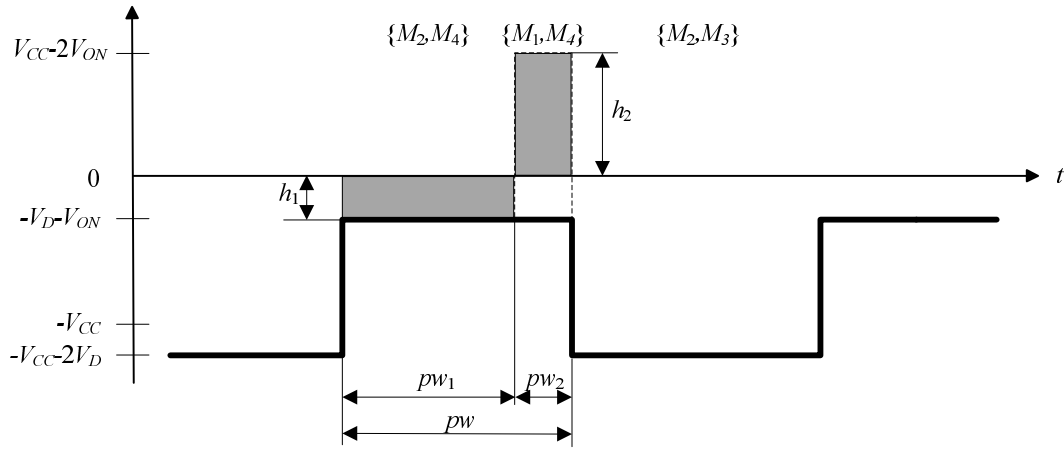 {M2,M4} {M1,M4} {M2,M3}
VCC-2VON
h2
0
t
h1
-VD-VON
-VCC
-VCC-2VD
pw1 pw2
pw